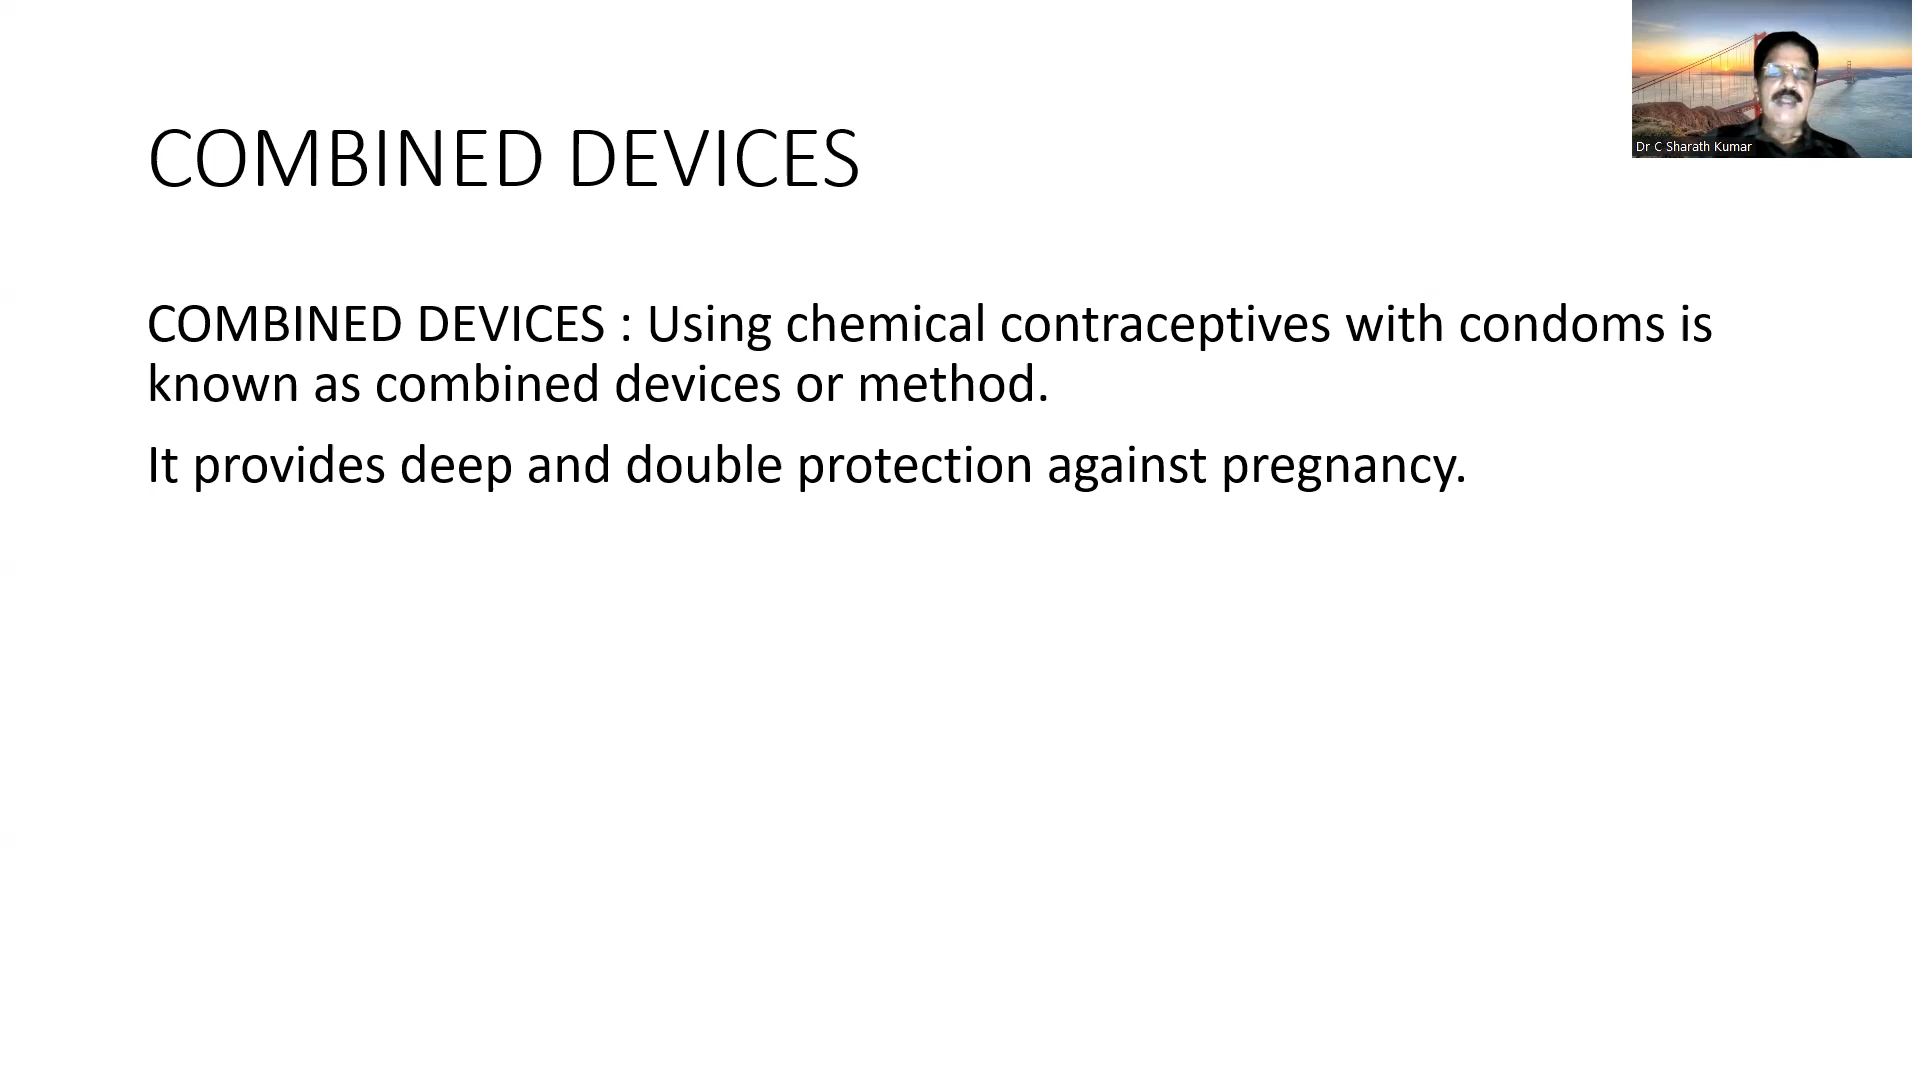 Dr C Sharath Kumar
COMBINED DEVICES
COMBINED DEVICES : Using chemical contraceptives with condoms is
known as combined devices or method.
It provides deep and double protection against pregnancy.